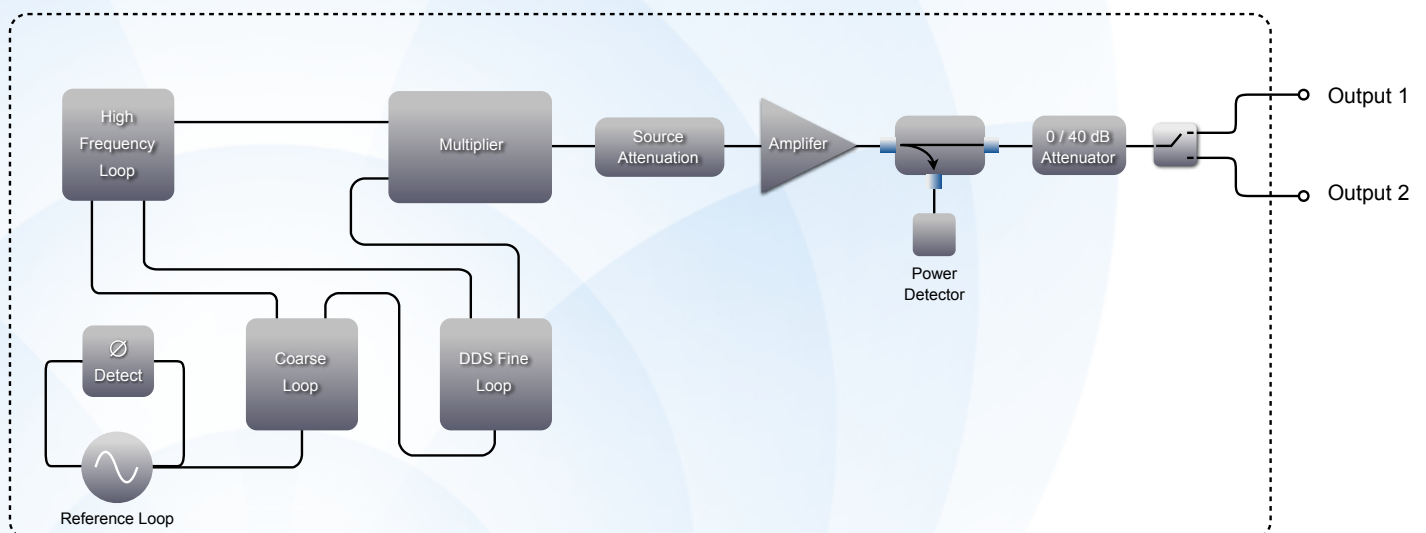 High
Frequency
Loop
Multiplier
Source
Attenuation
Amplifer
0 / 40 dB
Attenuator
Output 1
Output 2
Power
Detector
∅
Detect
Coarse
Loop
DDS Fine
Loop
Reference Loop